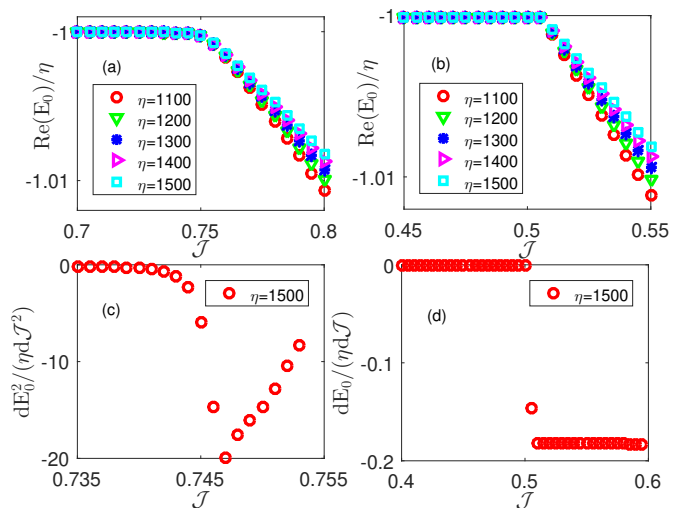 -1
-1.01
Re(E₀)/η
(a)
η=1100
η=1200
η=1300
η=1400
η=1500
0.7
0.75
0.8
𝒥
-1
-1.01
Re(E₀)/η
(b)
η=1100
η=1200
η=1300
η=1400
η=1500
0.45
0.5
0.55
𝒥
0
-10
-20
dE₀²/(ηd𝒥²)
(c)
η=1500
0.735
0.745
0.755
𝒥
0
-0.1
-0.2
dE₀/(ηd𝒥)
(d)
η=1500
0.4
0.5
0.6
𝒥